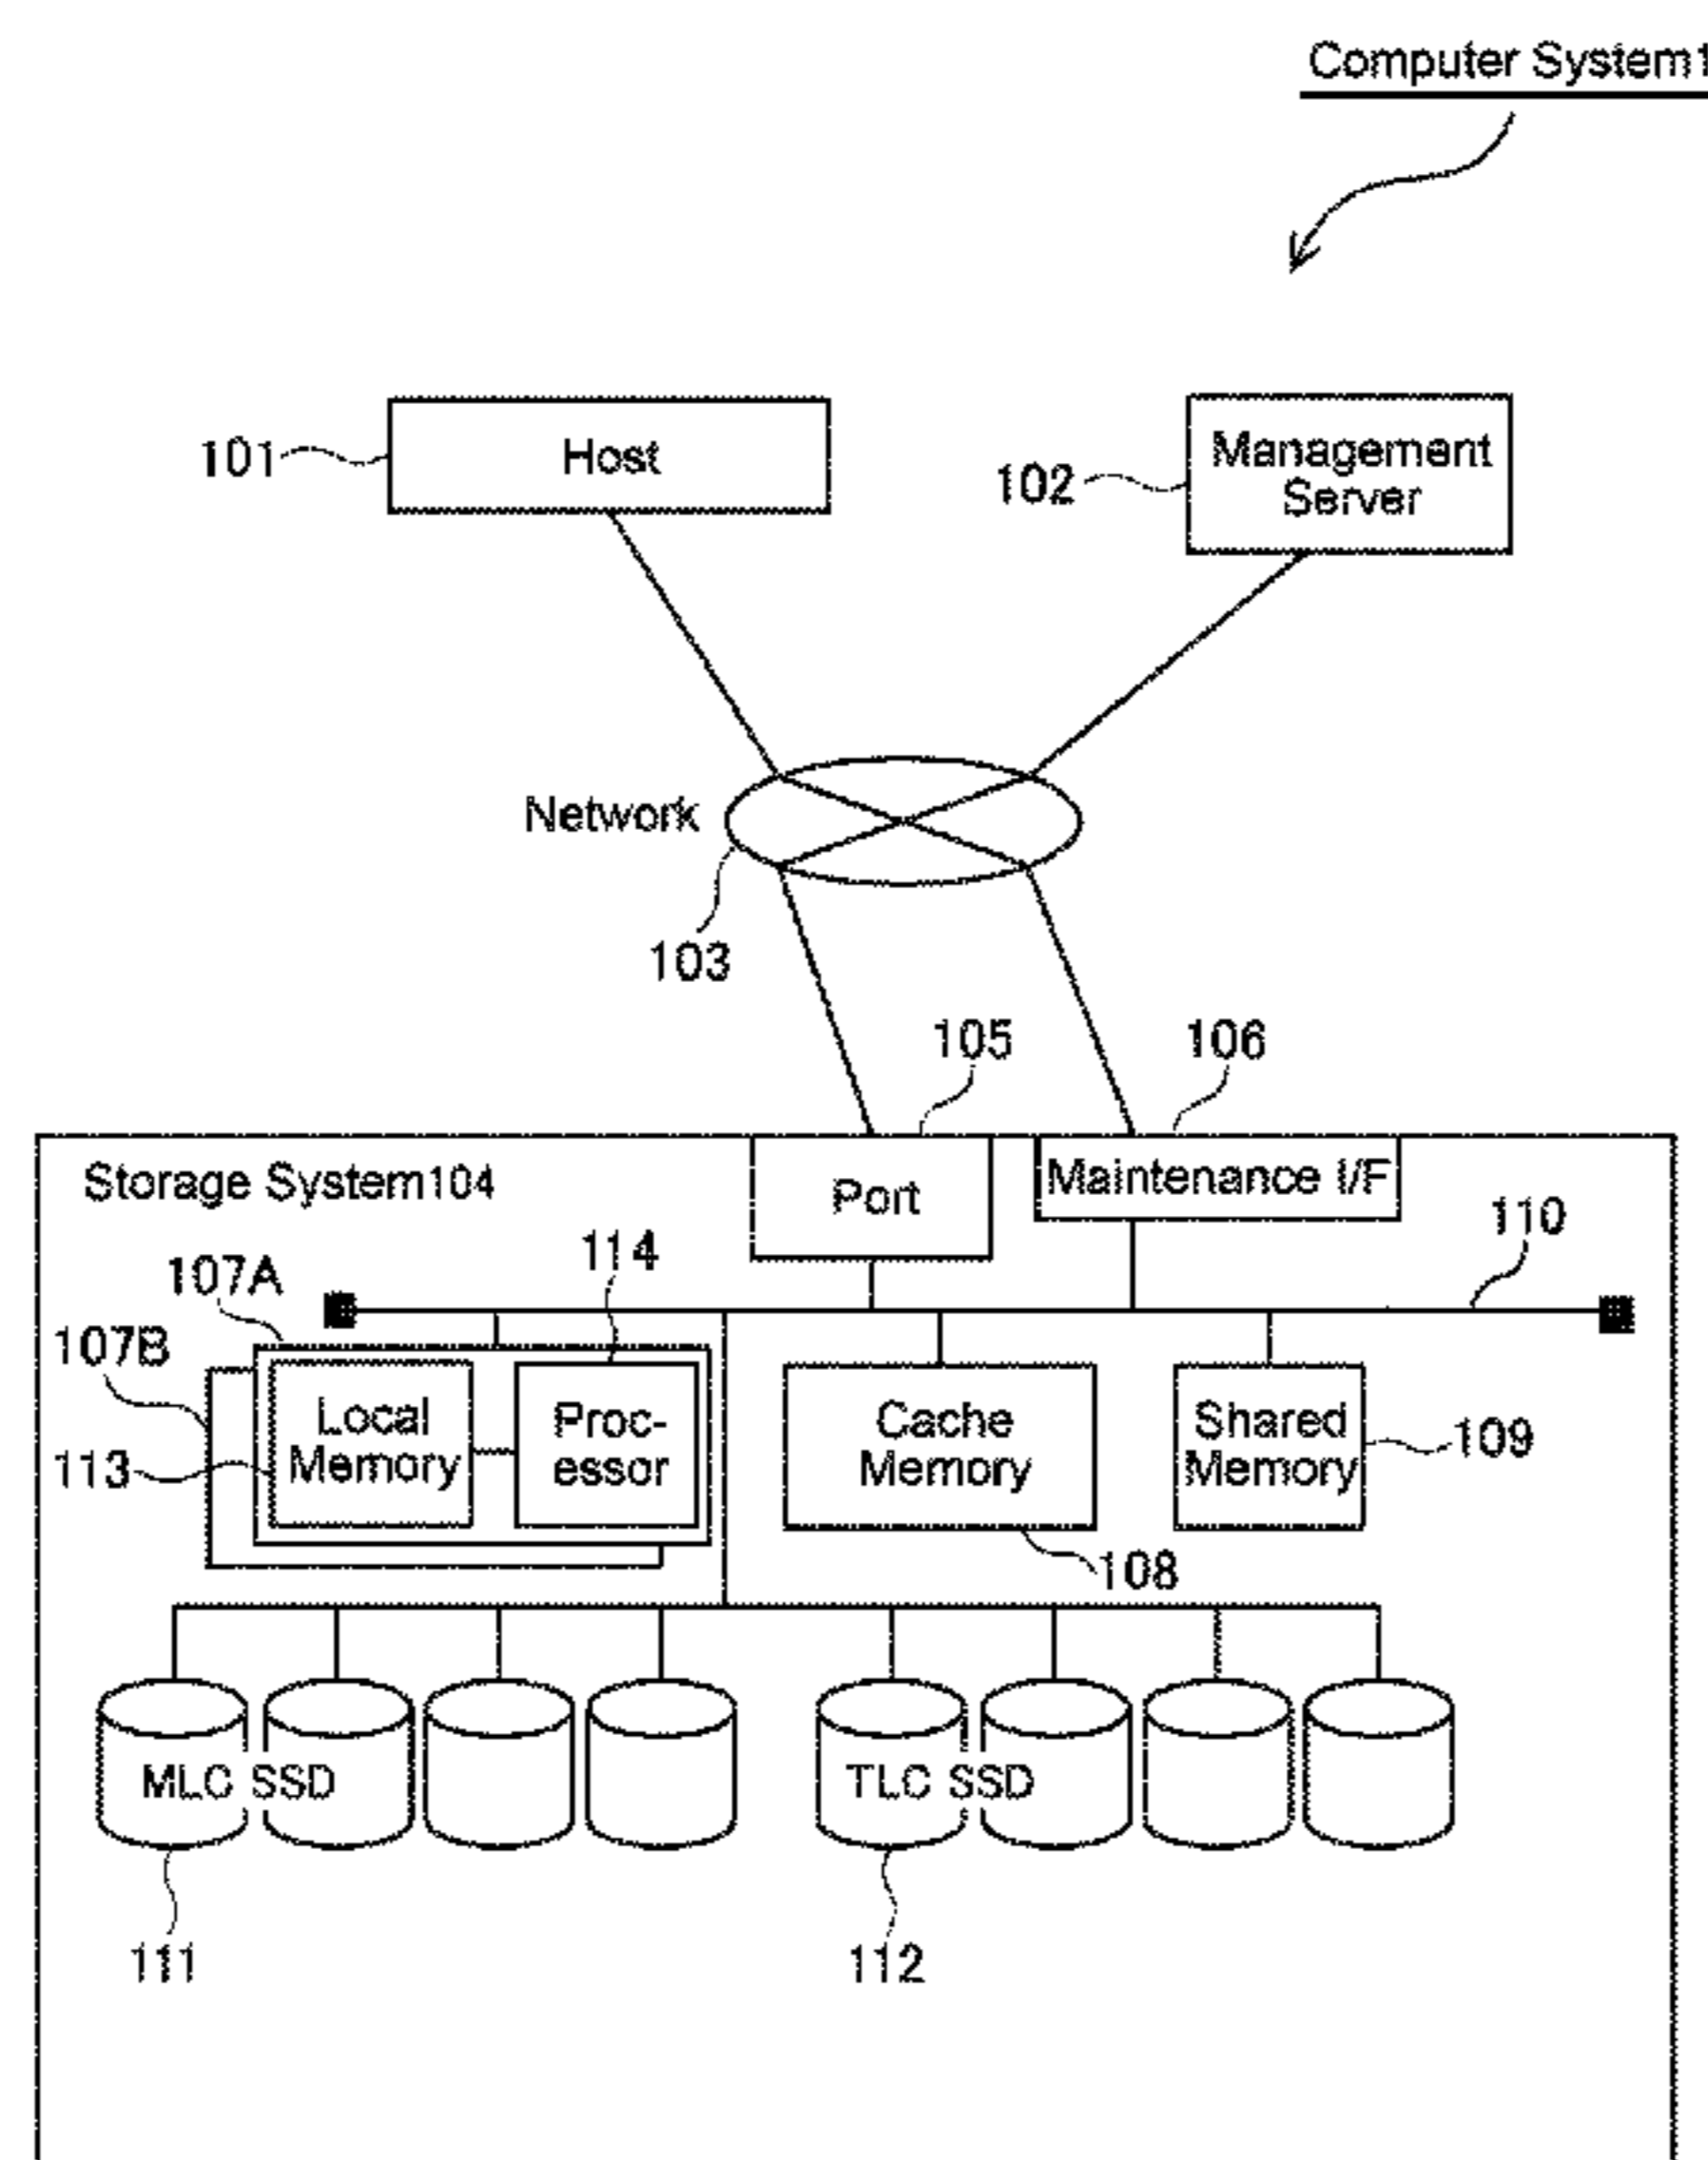 Computer System1
101
Host
102
Management
Server
Network
103
105
106
Storage System104
Port
Maintenance I/F
110
107A
114
107B
Local
Memory
Proc-
essor
113
Cache
Memory
Shared
Memory
109
108
MLC SSD
TLC SSD
111
112